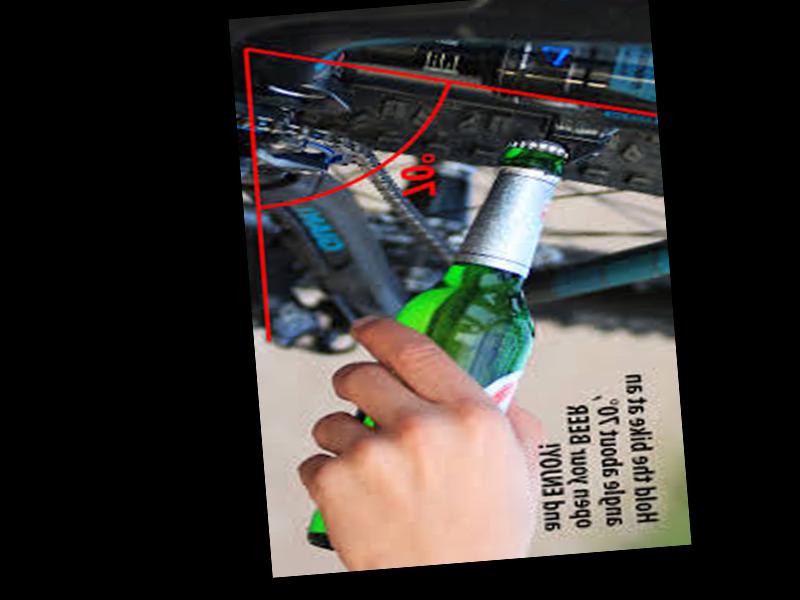 70°
Hold the bike at an
angle about 70°,
open your BEER
and ENJOY!